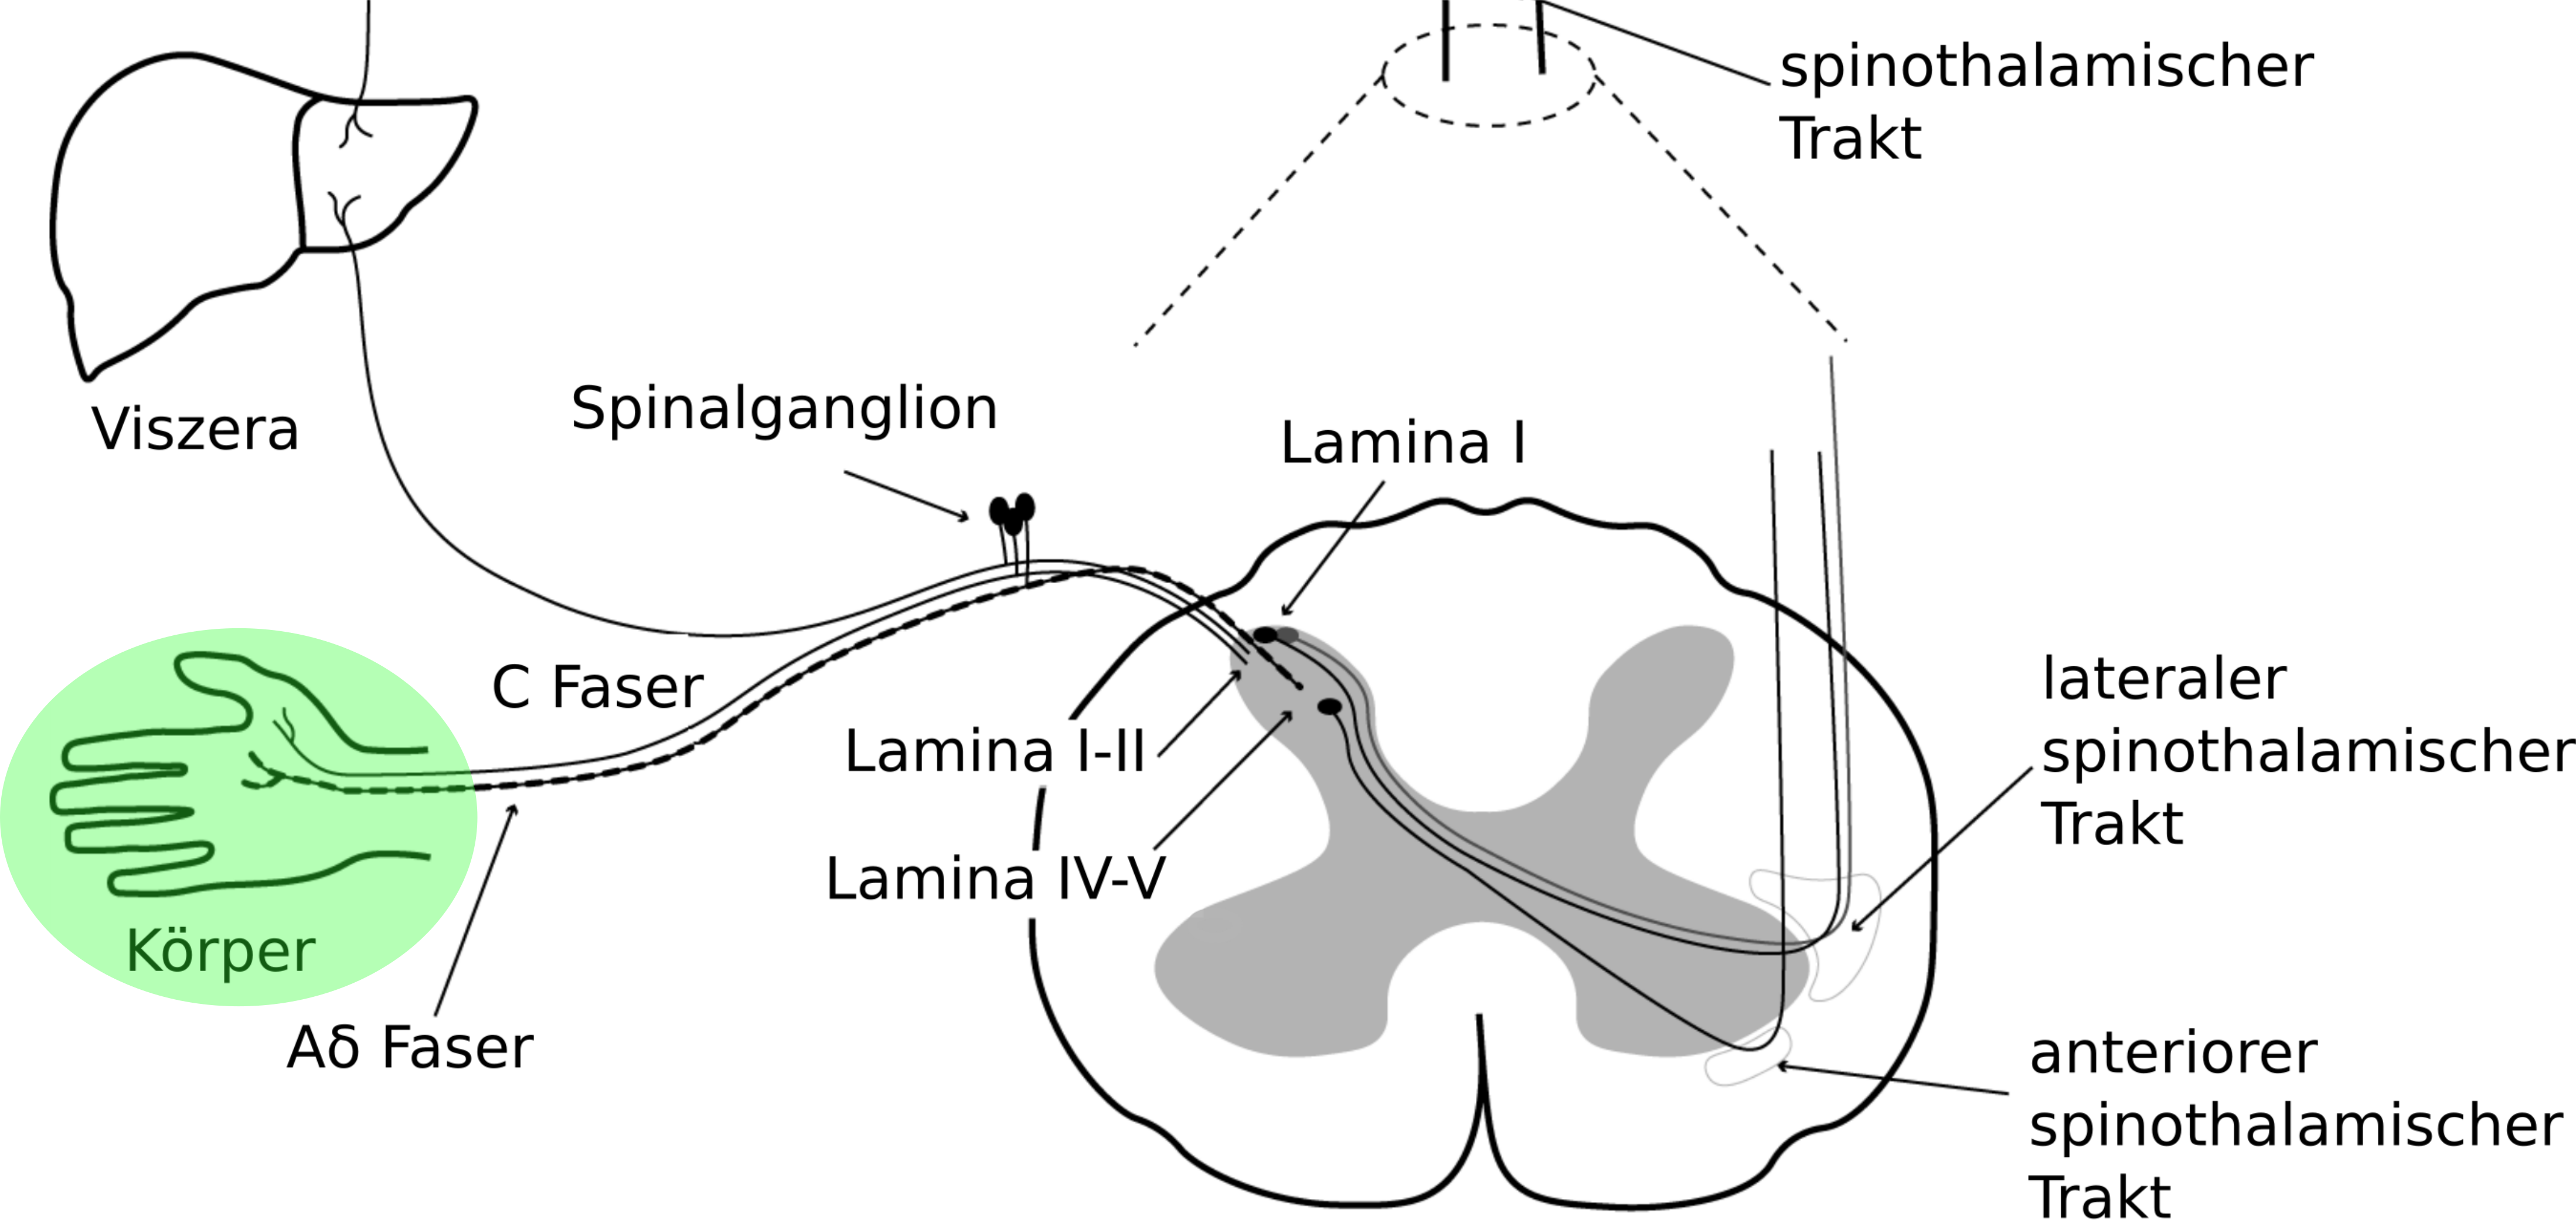 spinothalamischer
Trakt
Viszera
Spinalganglion
Lamina I
C Faser
Lamina I-II
Lamina IV-V
Körper
Aδ Faser
lateraler
spinothalamischer
Trakt
anteriorer
spinothalamischer
Trakt